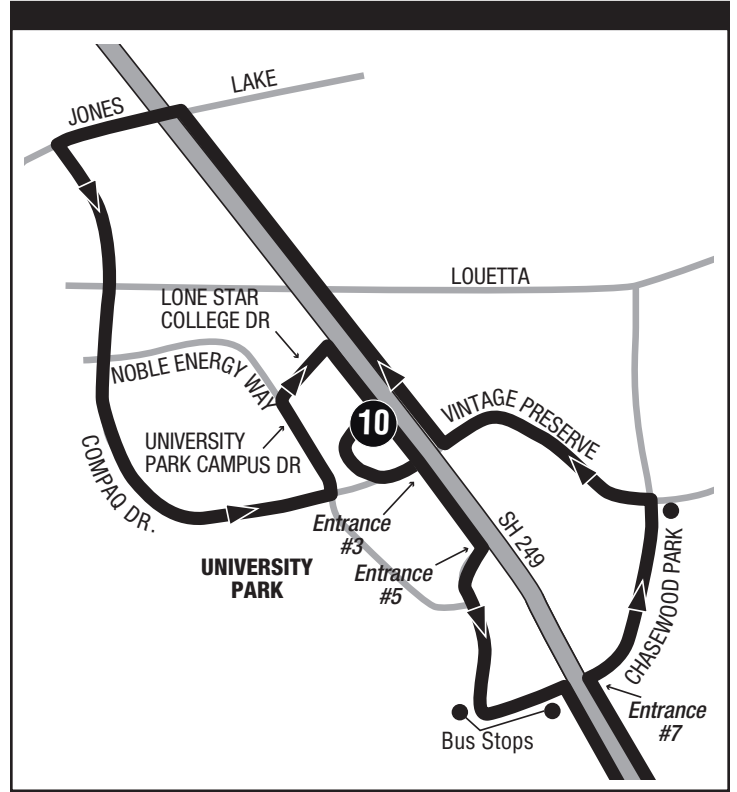 LAKE
JONES
LOUETTA
LONE STAR
COLLEGE DR
NOBLE ENERGY WAY
10
VINTAGE PRESERVE
UNIVERSITY
PARK CAMPUS DR
COMPAQ DR.
Entrance
#3
SH 249
UNIVERSITY
PARK
Entrance
#5
CHASEWOOD PARK
Entrance
#7
Bus Stops